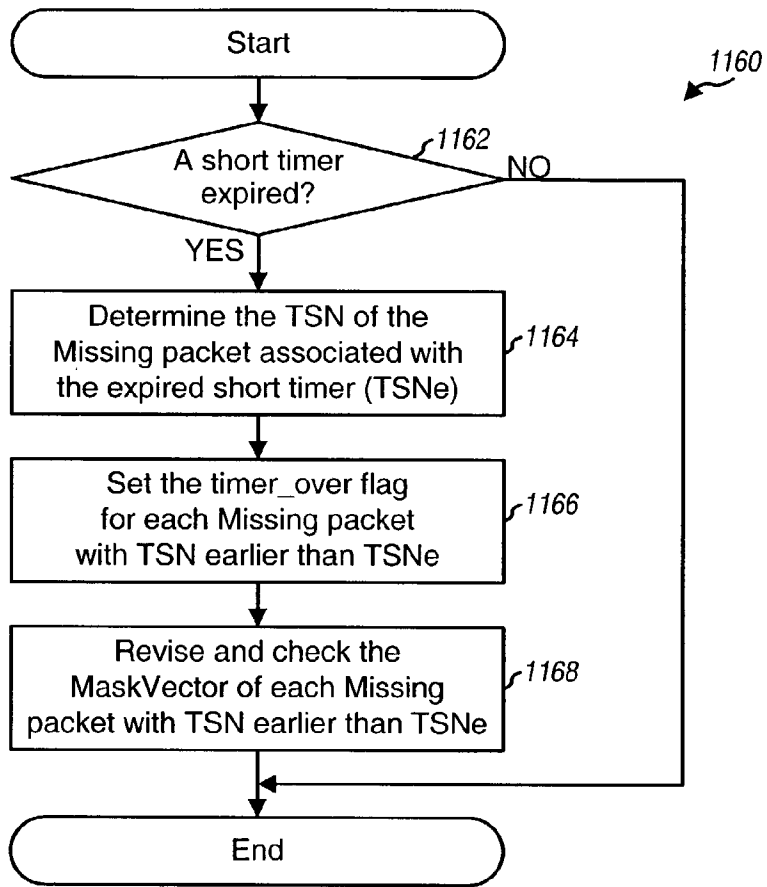 Start
1160
1162
A short timer
expired?
NO
YES
Determine the TSN of the
Missing packet associated with
the expired short timer (TSNe)
1164
Set the timer_over flag
for each Missing packet
with TSN earlier than TSNe
1166
Revise and check the
MaskVector of each Missing
packet with TSN earlier than TSNe
1168
End